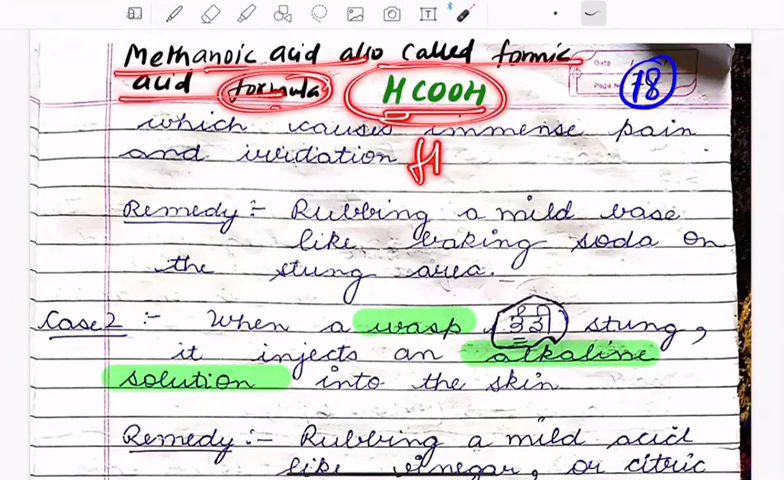 Methanoic acid also called formic
acid formula HCOOH 78
which causes immense pain
and irridation
Remedy :- Rubbing a mild base
like baking soda on
the stung area.
Case 2 :- When a wasp stung,
it injects an alkaline
solution into the skin
Remedy :- Rubbing a mild acid
like vinegar, or citric